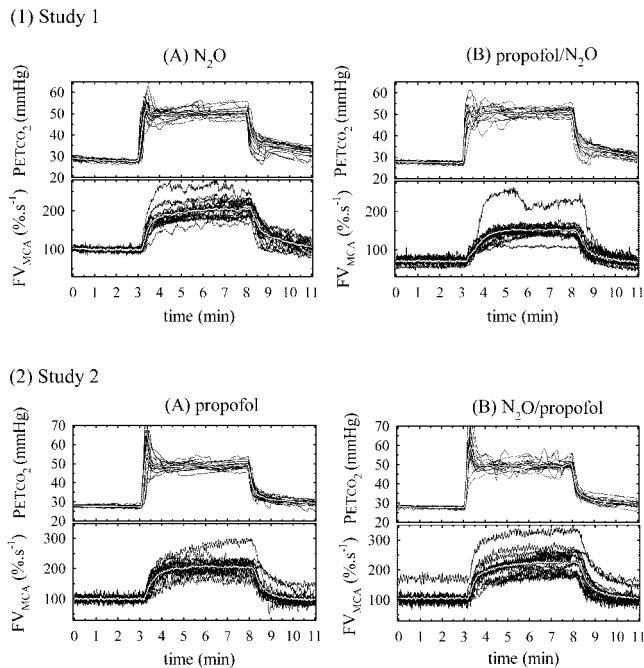 (1) Study 1
(A) N₂O
(B) propofol/N₂O
PETCO₂ (mmHg)
60
50
40
30
20
FV_MCA (%.s⁻¹)
200
100
0 1 2 3 4 5 6 7 8 9 10 11
time (min)
PETCO₂ (mmHg)
60
50
40
30
20
FV_MCA (%.s⁻¹)
200
100
0 1 2 3 4 5 6 7 8 9 10 11
time (min)
(2) Study 2
(A) propofol
(B) N₂O/propofol
PETCO₂ (mmHg)
70
60
50
40
30
20
FV_MCA (%.s⁻¹)
300
200
100
0 1 2 3 4 5 6 7 8 9 10 11
time (min)
PETCO₂ (mmHg)
70
60
50
40
30
20
FV_MCA (%.s⁻¹)
300
200
100
0 1 2 3 4 5 6 7 8 9 10 11
time (min)